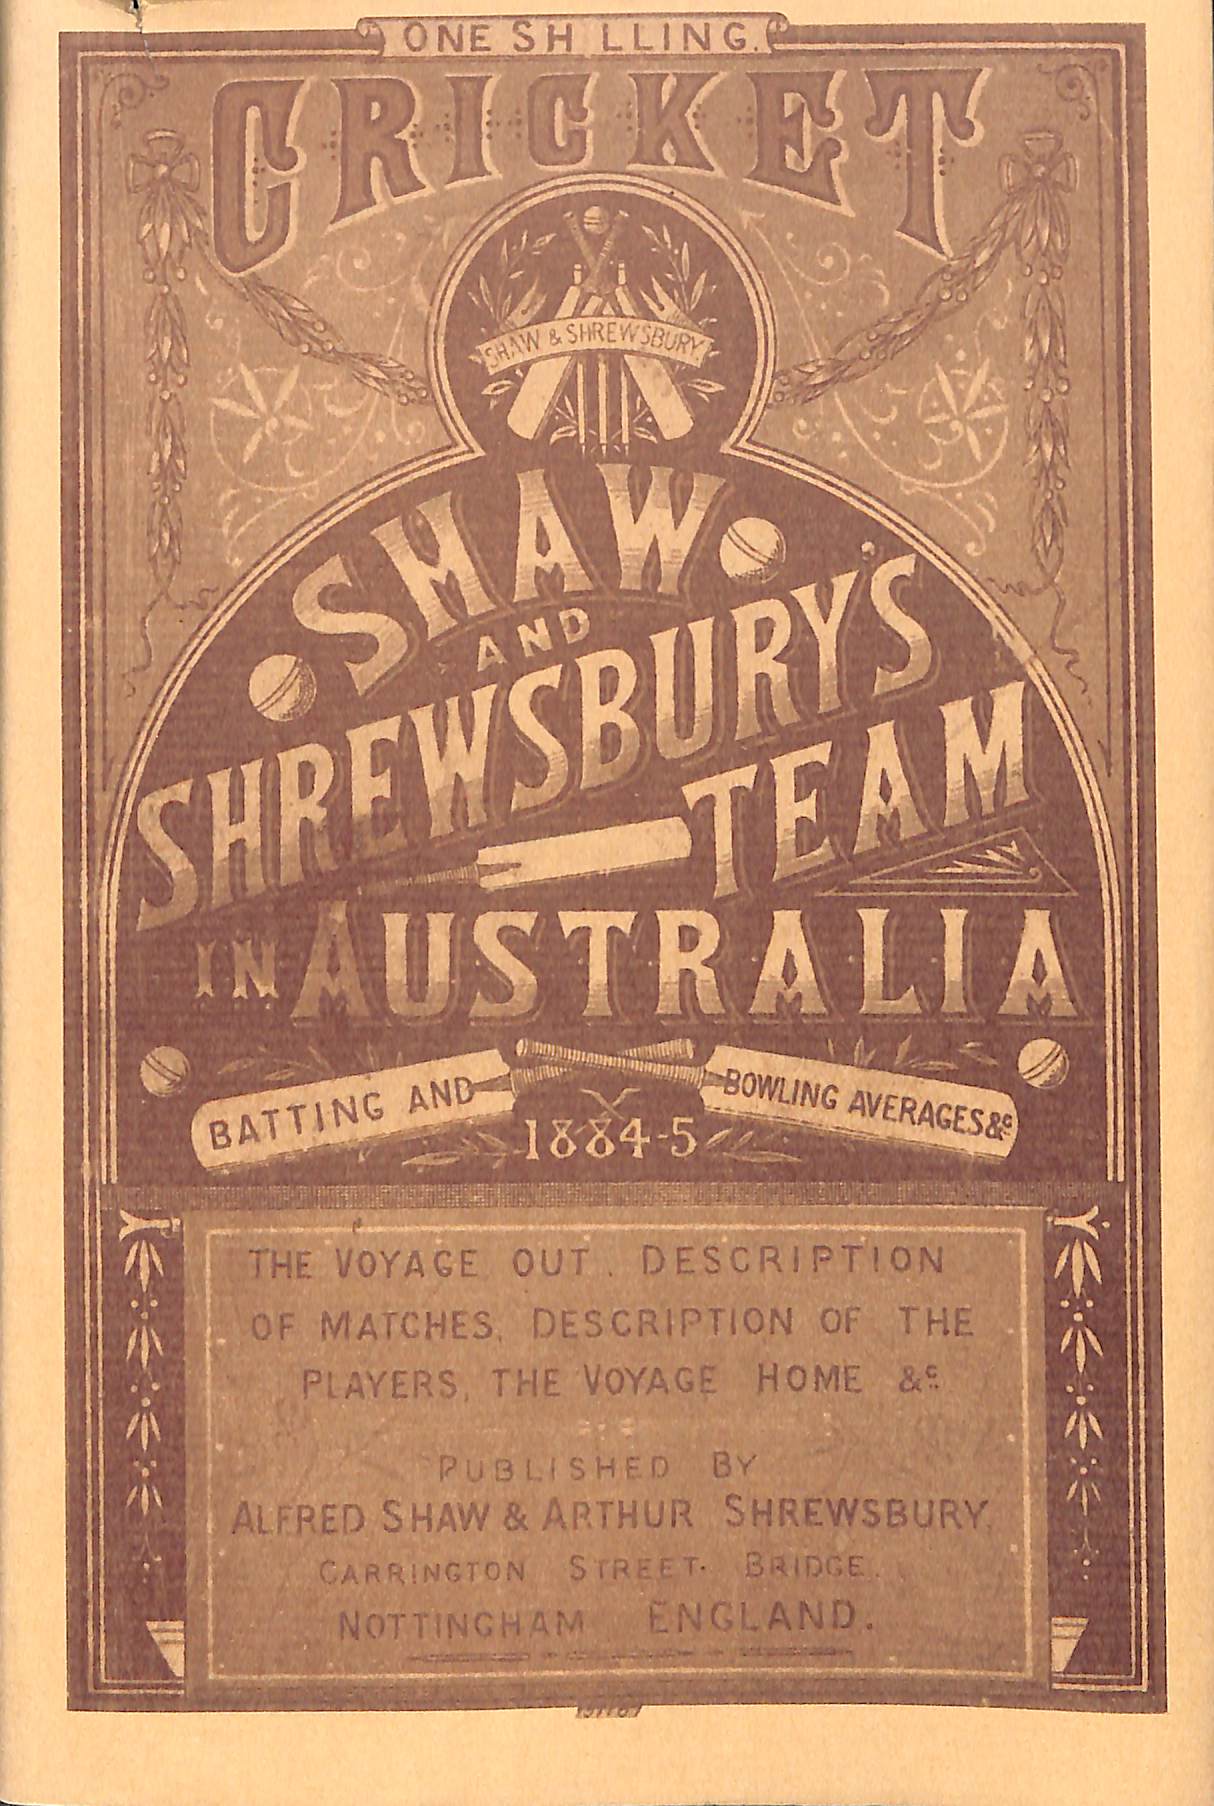 ONE SH LLING.
CRICKET
SHAW & SHREWSBURY.
SHAW
AND
SHREWSBURY'S
TEAM
IN AUSTRALIA
BATTING AND BOWLING AVERAGES &c
1884-5
THE VOYAGE OUT. DESCRIPTION
OF MATCHES, DESCRIPTION OF THE
PLAYERS, THE VOYAGE HOME &c.
PUBLISHED BY
ALFRED SHAW & ARTHUR SHREWSBURY,
CARRINGTON STREET. BRIDGE.
NOTTINGHAM ENGLAND.